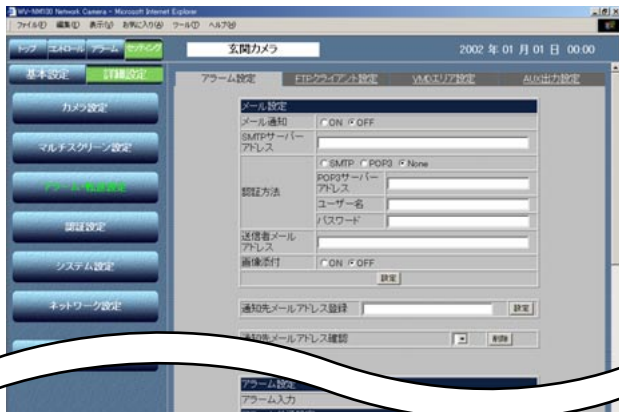 WV-NM100 Network Camera - Microsoft Internet Explorer
ファイル(F) 編集(E) 表示(V) お気に入り(A) ツール(T) ヘルプ(H)
トップ コントロール アラーム セッティング 玄関カメラ 2002 年 01 月 01 日 00:00
基本設定 詳細設定
アラーム設定 FTPクライアント設定 VMDエリア設定 AUX出力設定
カメラ設定
マルチスクリーン設定
認証設定
システム設定
ネットワーク設定
メール設定
メール通知 ON OFF
SMTPサーバー
アドレス
認証方法
SMTP POP3 None
POP3サーバー
アドレス
ユーザー名
パスワード
送信者メール
アドレス
画像添付 ON OFF
設定
通知先メールアドレス登録 設定
通知先メールアドレス確認 削除
アラーム設定
アラーム入力